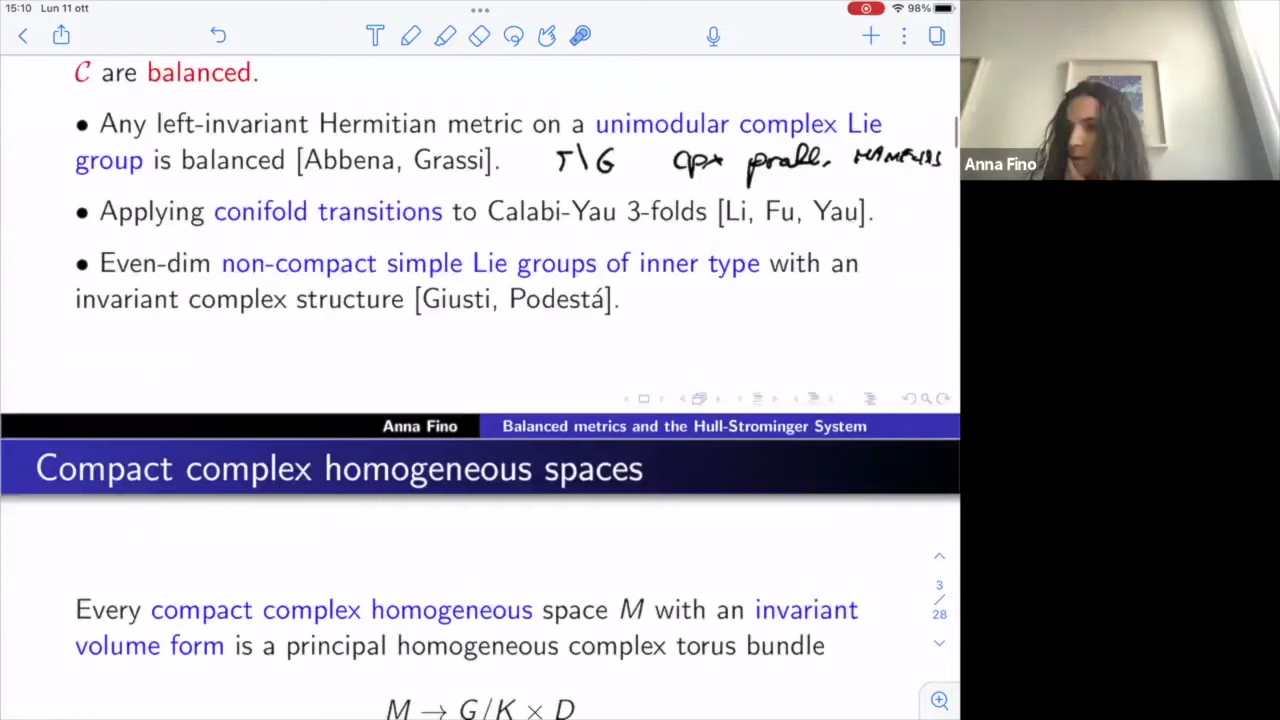 15:10 Lun 11 ott
98%
C are balanced.
• Any left-invariant Hermitian metric on a unimodular complex Lie
group is balanced [Abbena, Grassi]. Γ\G cpx prall. MANIFLDS
• Applying conifold transitions to Calabi-Yau 3-folds [Li, Fu, Yau].
• Even-dim non-compact simple Lie groups of inner type with an
invariant complex structure [Giusti, Podestá].
Anna Fino Balanced metrics and the Hull-Strominger System
Compact complex homogeneous spaces
Every compact complex homogeneous space M with an invariant
volume form is a principal homogeneous complex torus bundle
M → G/K × D
3
/
28
Anna Fino